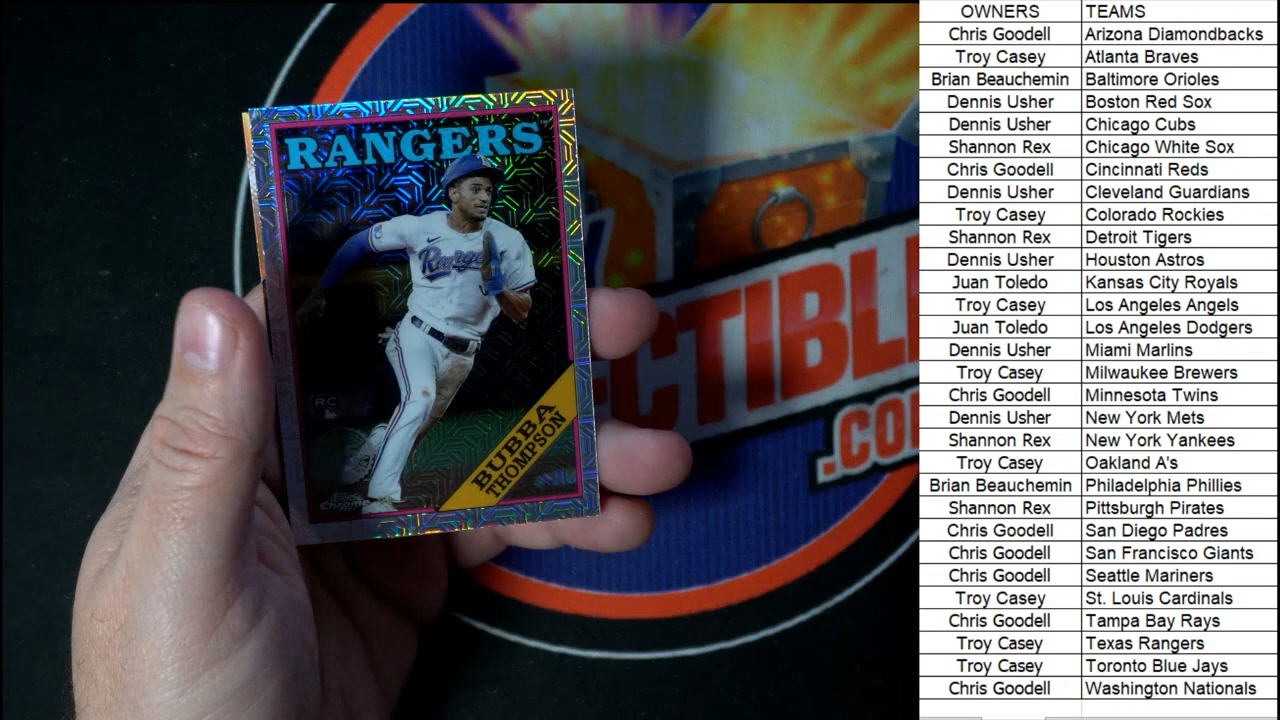 RANGERS
Rangers
RC
BUBBA
THOMPSON
Topps
Chrome
ECTIBL
.CO
OWNERS TEAMS
Chris Goodell Arizona Diamondbacks
Troy Casey Atlanta Braves
Brian Beauchemin Baltimore Orioles
Dennis Usher Boston Red Sox
Dennis Usher Chicago Cubs
Shannon Rex Chicago White Sox
Chris Goodell Cincinnati Reds
Dennis Usher Cleveland Guardians
Troy Casey Colorado Rockies
Shannon Rex Detroit Tigers
Dennis Usher Houston Astros
Juan Toledo Kansas City Royals
Troy Casey Los Angeles Angels
Juan Toledo Los Angeles Dodgers
Dennis Usher Miami Marlins
Troy Casey Milwaukee Brewers
Chris Goodell Minnesota Twins
Dennis Usher New York Mets
Shannon Rex New York Yankees
Troy Casey Oakland A's
Brian Beauchemin Philadelphia Phillies
Shannon Rex Pittsburgh Pirates
Chris Goodell San Diego Padres
Chris Goodell San Francisco Giants
Chris Goodell Seattle Mariners
Troy Casey St. Louis Cardinals
Chris Goodell Tampa Bay Rays
Troy Casey Texas Rangers
Troy Casey Toronto Blue Jays
Chris Goodell Washington Nationals